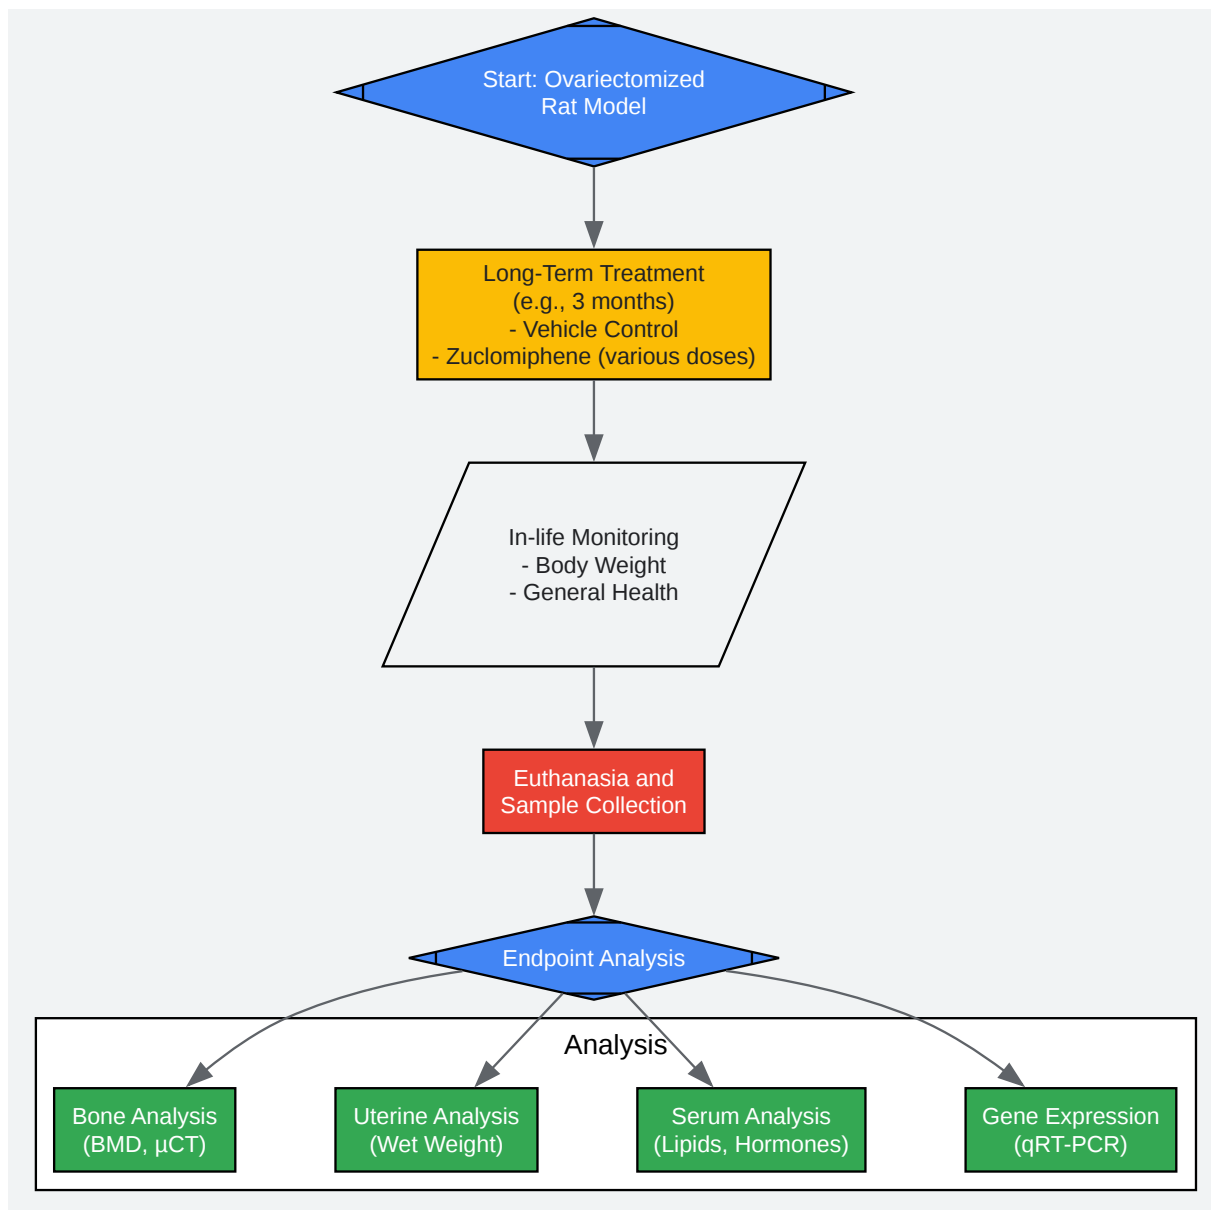 Start: Ovariectomized
Rat Model
Long-Term Treatment
(e.g., 3 months)
- Vehicle Control
- Zuclomiphene (various doses)
In-life Monitoring
- Body Weight
- General Health
Euthanasia and
Sample Collection
Endpoint Analysis
Analysis
Bone Analysis
(BMD, µCT)
Uterine Analysis
(Wet Weight)
Serum Analysis
(Lipids, Hormones)
Gene Expression
(qRT-PCR)